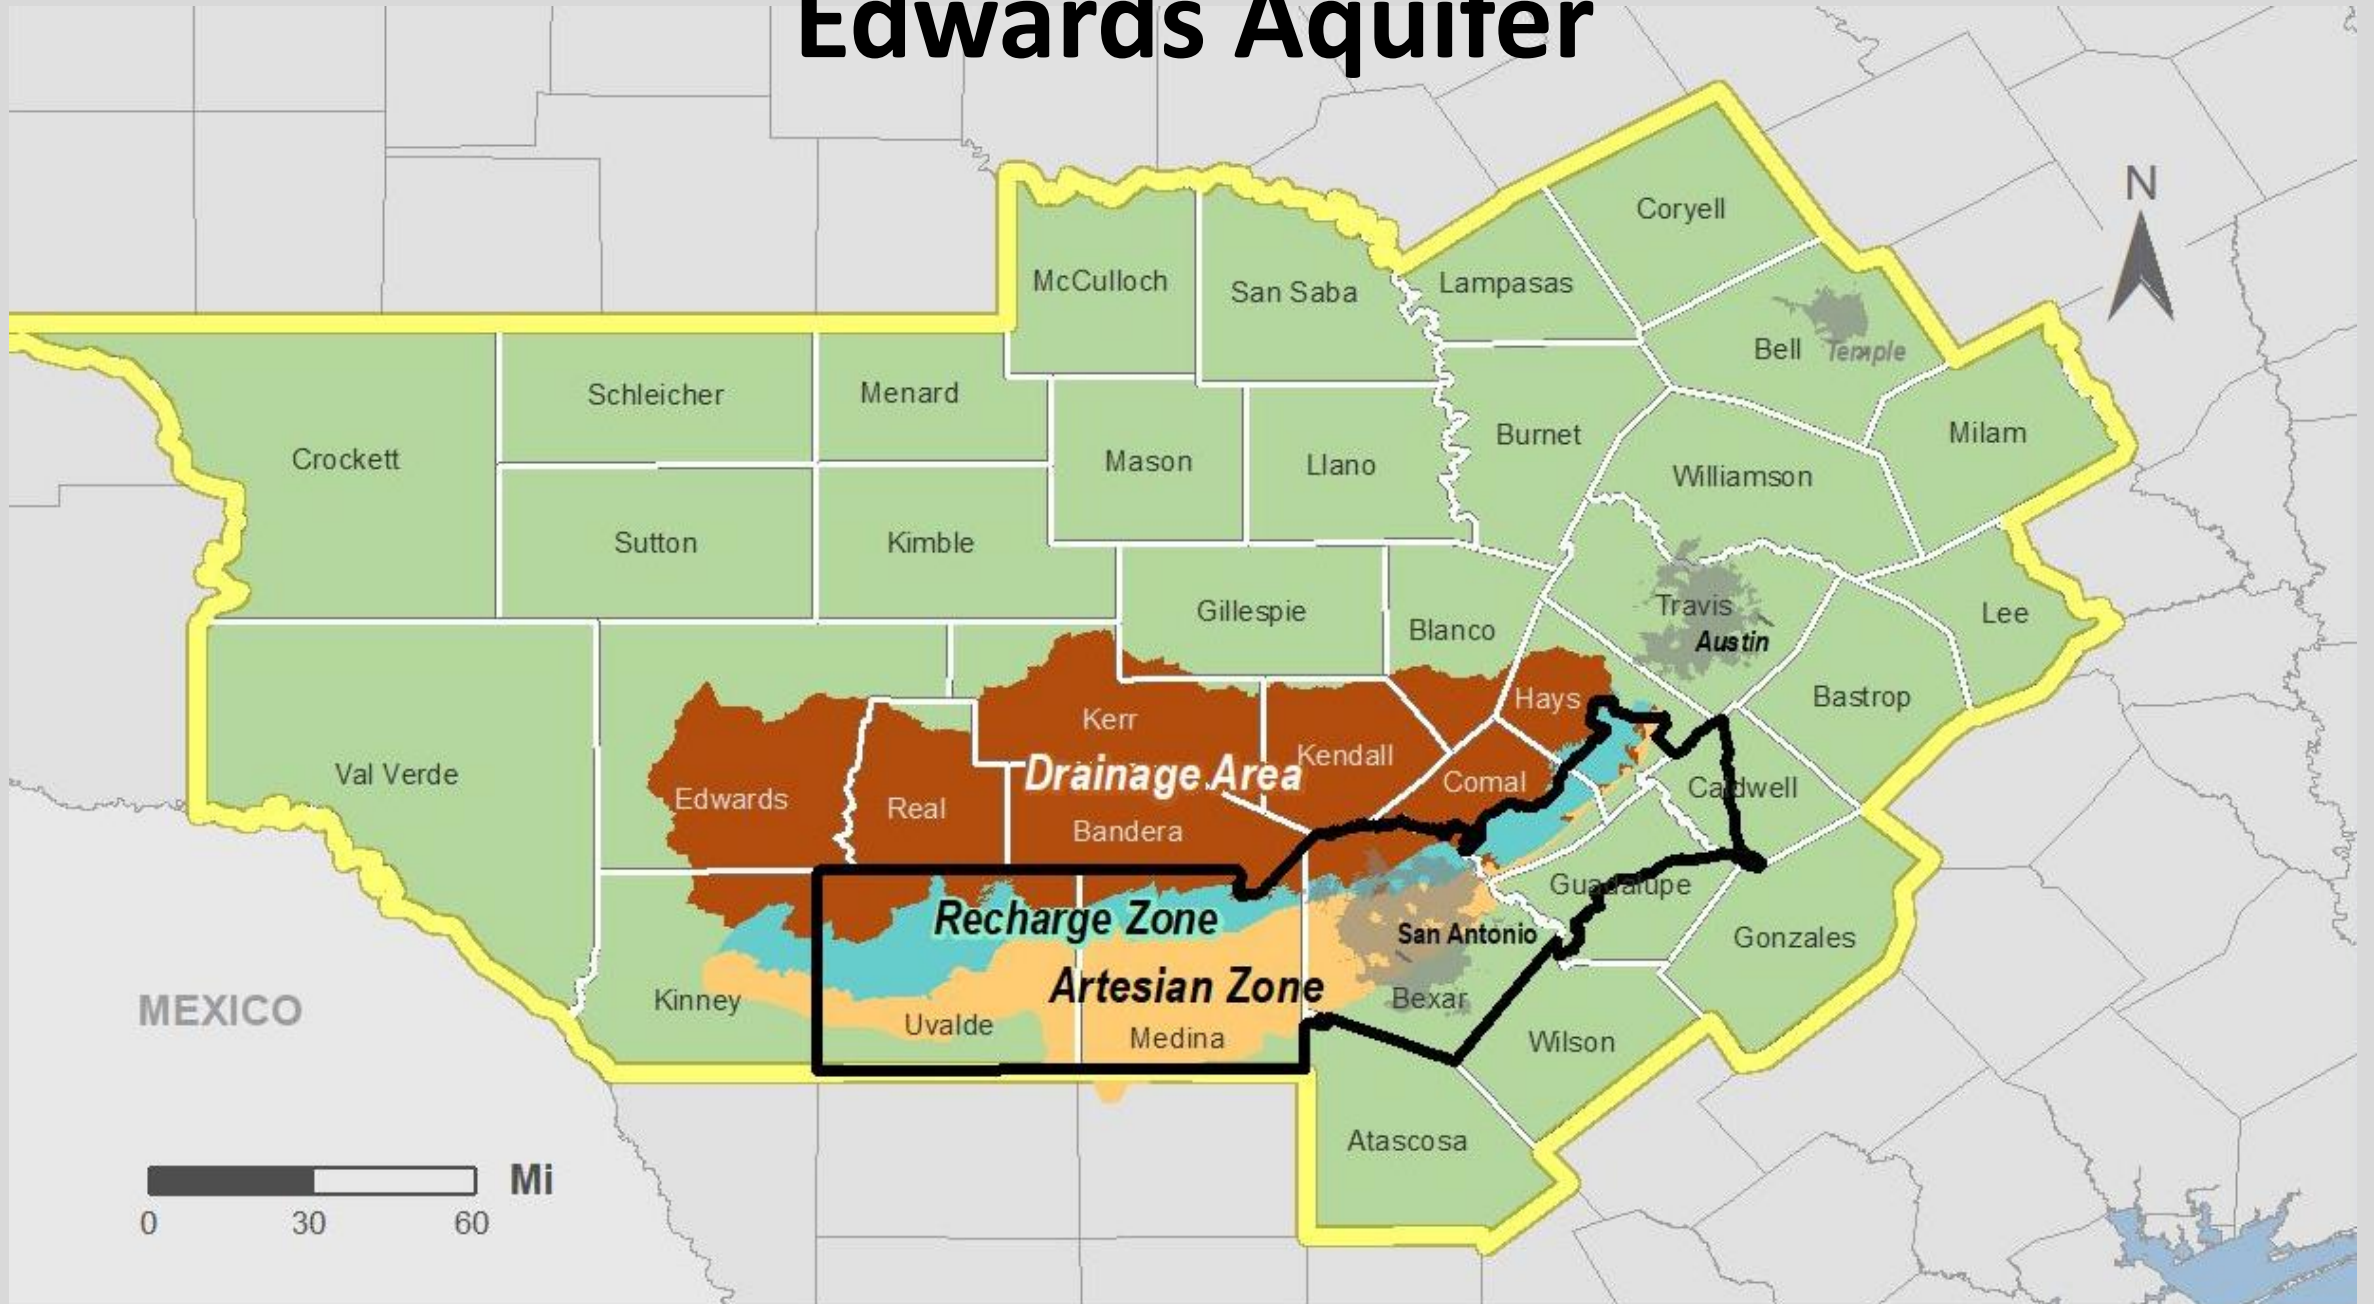 Edwards Aquifer
N
Coryell
McCulloch
San Saba
Lampasas
Bell
Temple
Schleicher
Menard
Milam
Burnet
Crockett
Mason
Llano
Williamson
Sutton
Kimble
Gillespie
Blanco
Travis
Austin
Lee
Hays
Bastrop
Kerr
Kendall
Drainage Area
Val Verde
Edwards
Real
Comal
Caldwell
Bandera
Guadalupe
Recharge Zone
San Antonio
Gonzales
Artesian Zone
MEXICO
Kinney
Uvalde
Medina
Bexar
Wilson
Atascosa
Mi
0 30 60